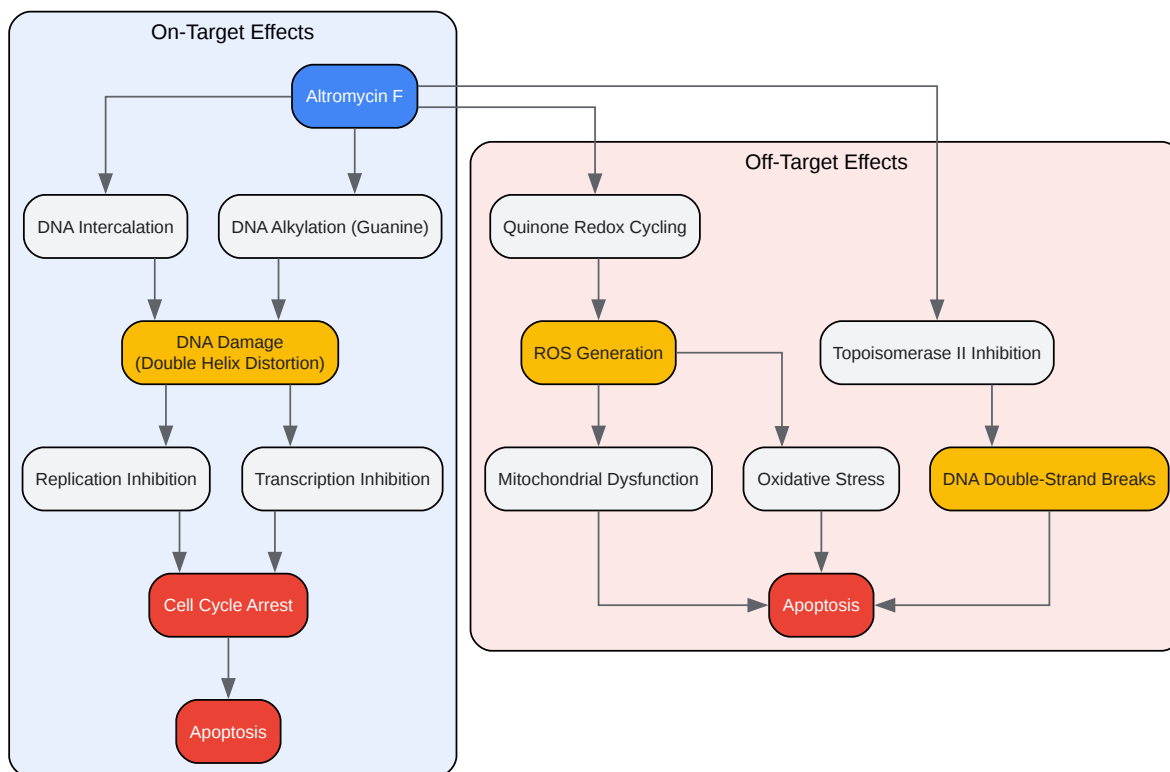 On-Target Effects
Altromycin F
DNA Intercalation
DNA Alkylation (Guanine)
DNA Damage
(Double Helix Distortion)
Replication Inhibition
Transcription Inhibition
Cell Cycle Arrest
Apoptosis
Off-Target Effects
Quinone Redox Cycling
ROS Generation
Topoisomerase II Inhibition
Mitochondrial Dysfunction
Oxidative Stress
DNA Double-Strand Breaks
Apoptosis